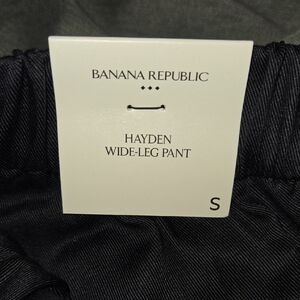 BANANA REPUBLIC
HAYDEN
WIDE-LEG PANT
S